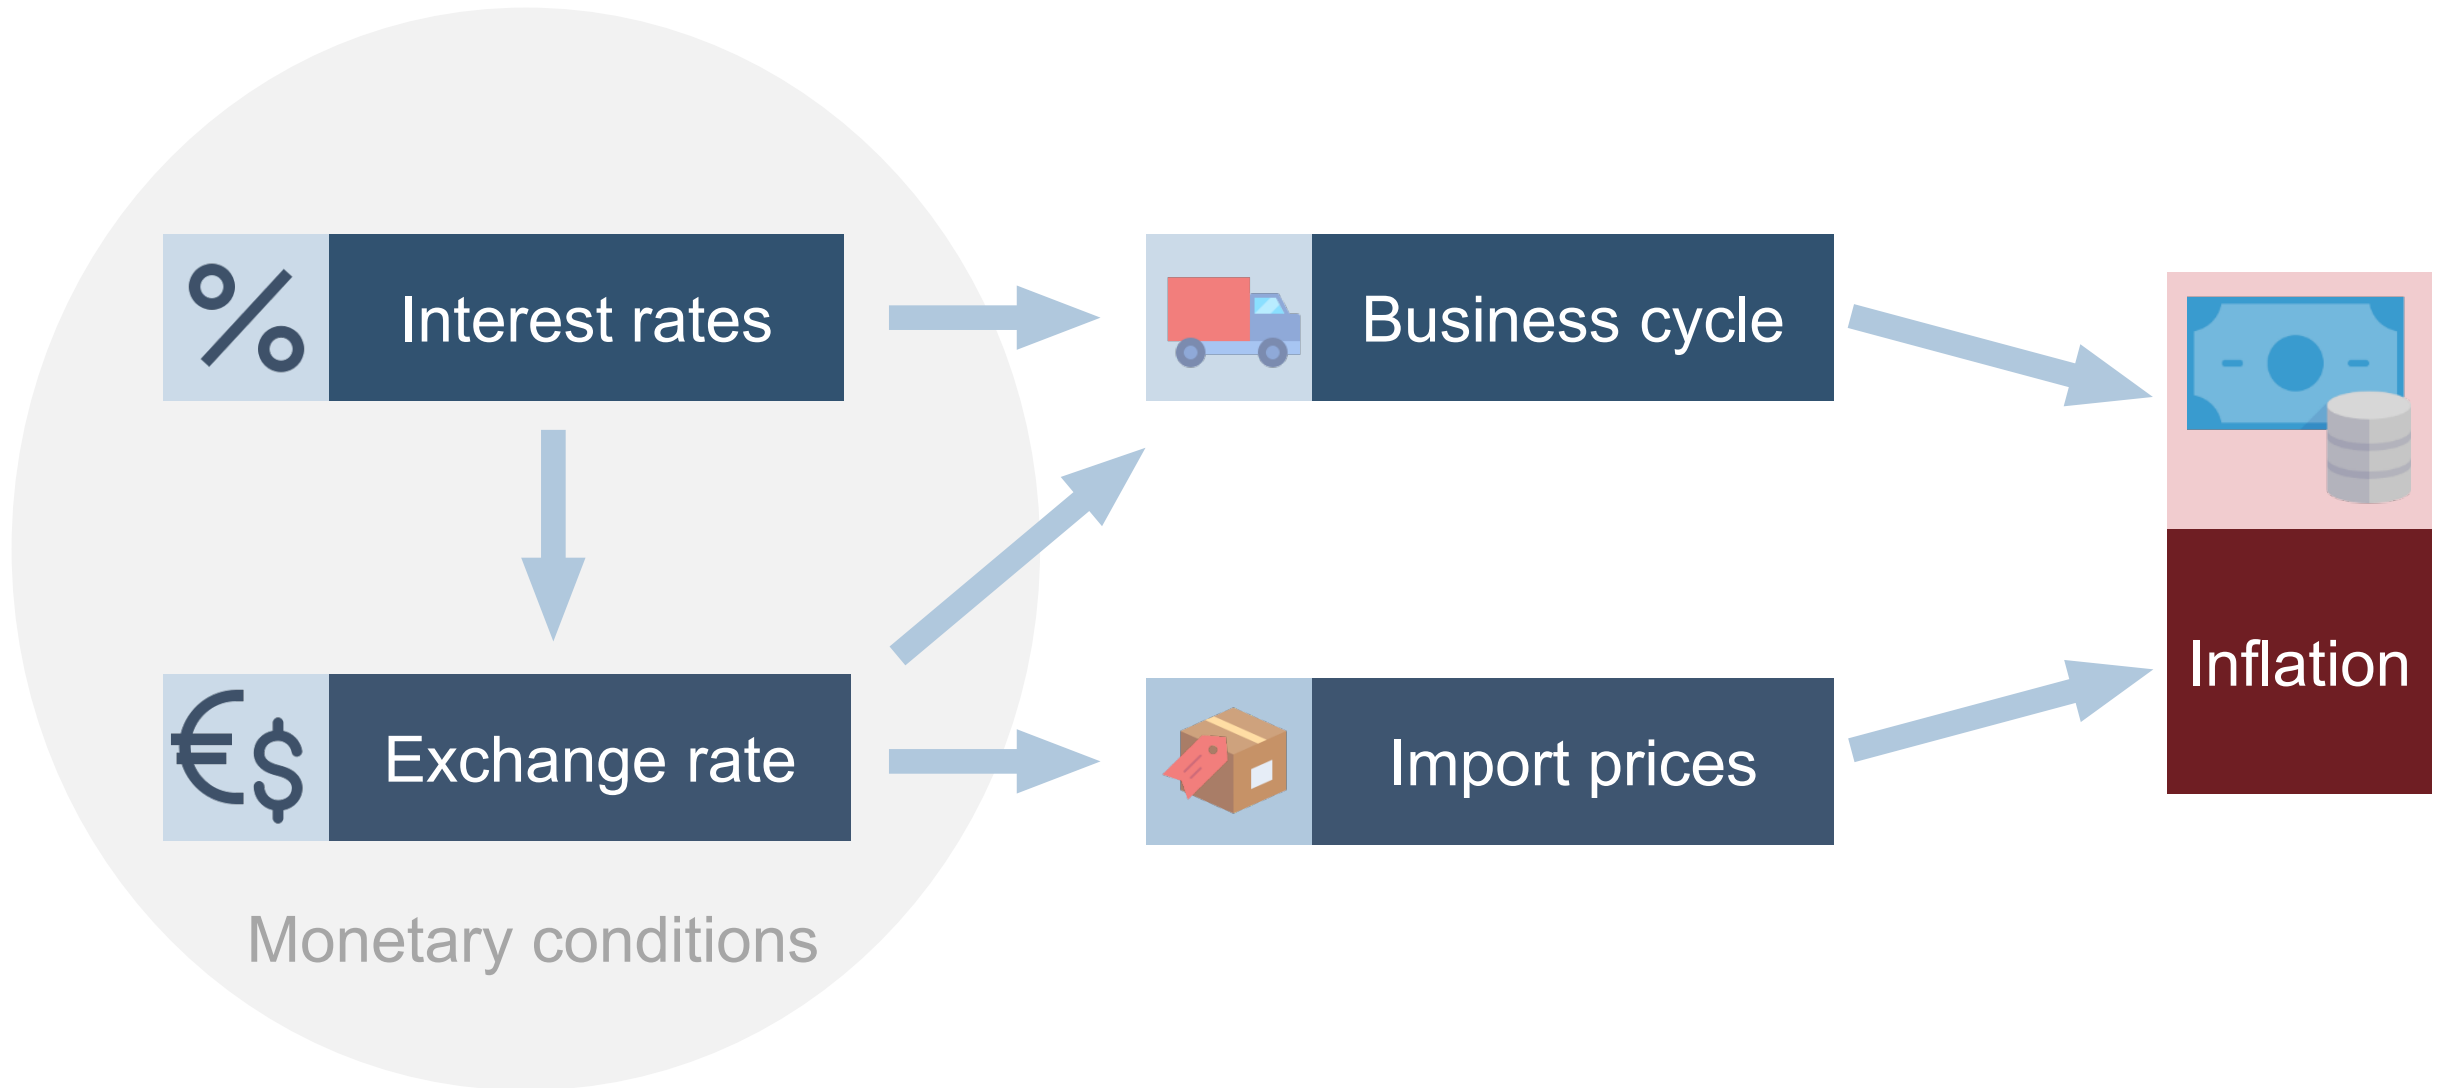 Interest rates
Business cycle
Exchange rate
Import prices
Inflation
Monetary conditions